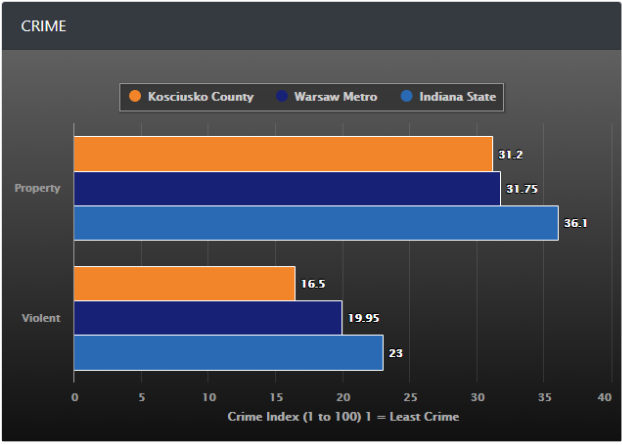 CRIME
Kosciusko County Warsaw Metro Indiana State
Property
31.2
31.75
36.1
Violent
16.5
19.95
23
0 5 10 15 20 25 30 35 40
Crime Index (1 to 100) 1 = Least Crime